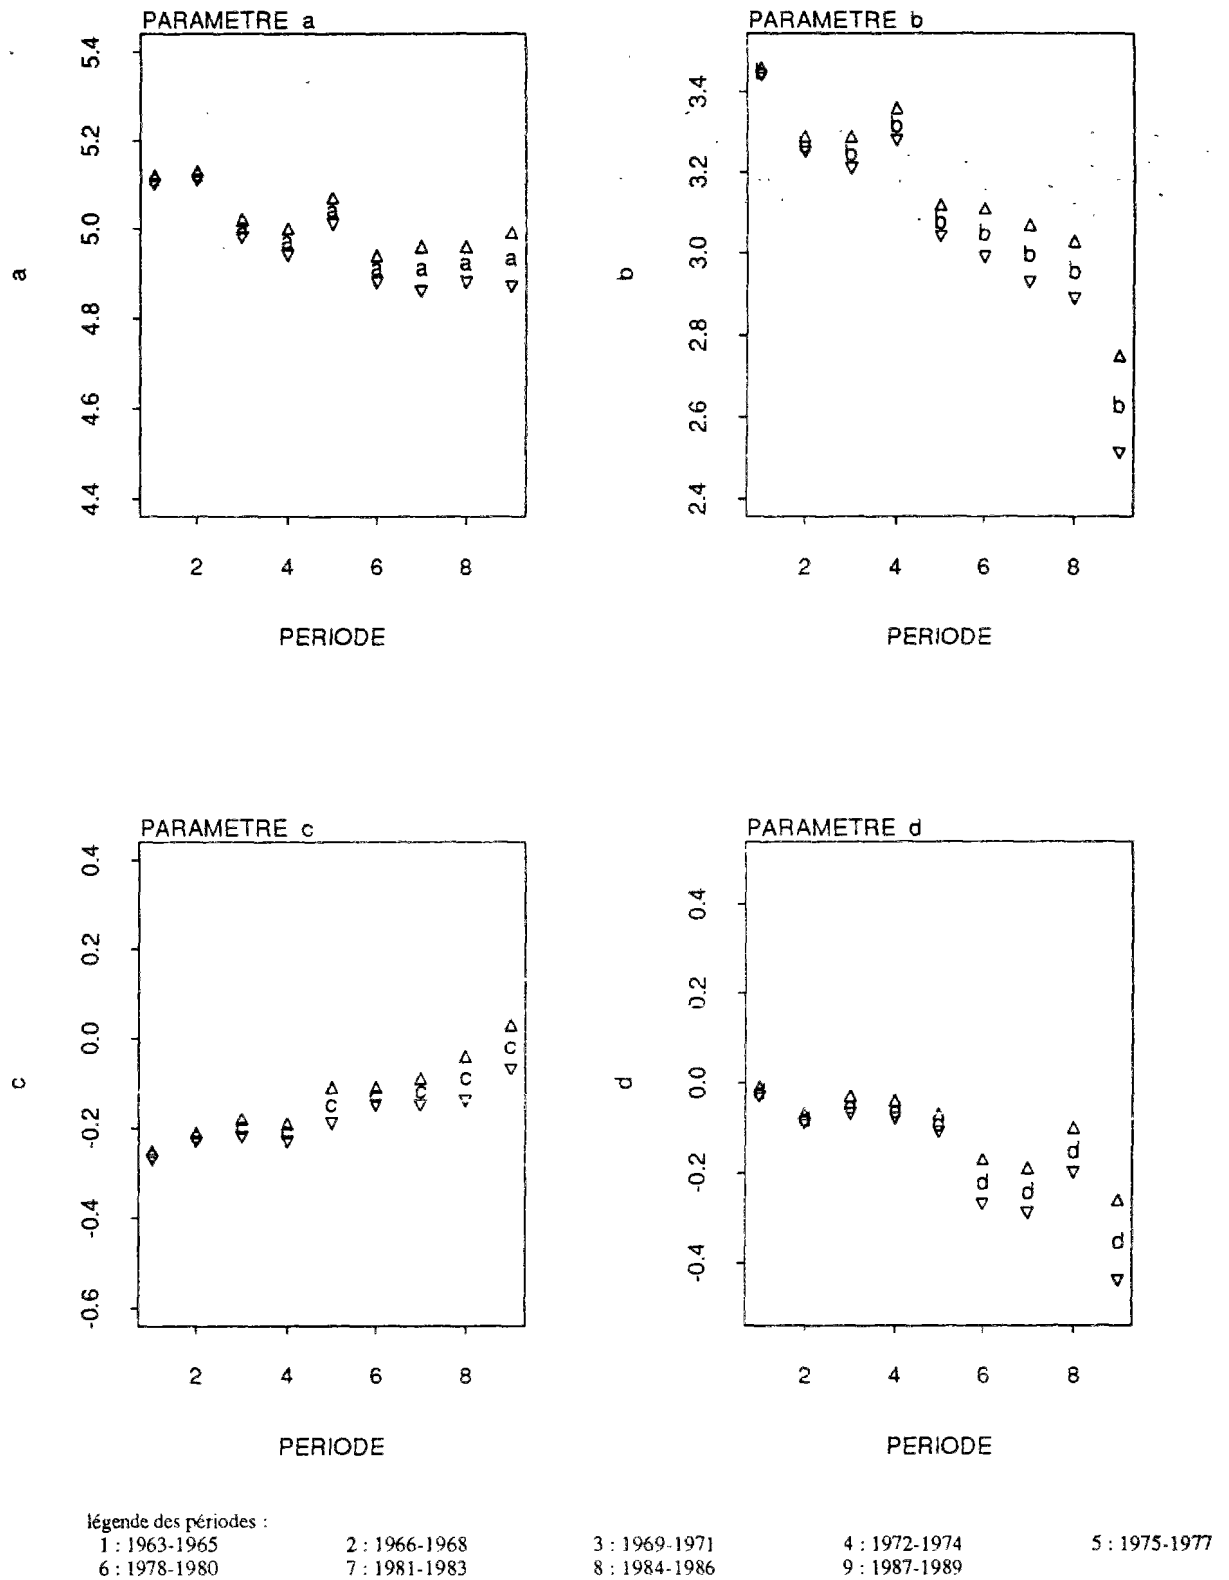 PARAMETRE a
5.4
5.2
5.0
4.8
4.6
4.4
a
a a a a a a a
2 4 6 8
PERIODE
PARAMETRE b
3.4
3.2
3.0
2.8
2.6
2.4
b
b b b b b b b b
2 4 6 8
PERIODE
PARAMETRE c
0.4
0.2
0.0
-0.2
-0.4
-0.6
c
c c c c c c c
2 4 6 8
PERIODE
PARAMETRE d
0.4
0.2
0.0
-0.2
-0.4
d
d d d d
2 4 6 8
PERIODE
légende des périodes :
1 : 1963-1965 2 : 1966-1968 3 : 1969-1971 4 : 1972-1974 5 : 1975-1977
6 : 1978-1980 7 : 1981-1983 8 : 1984-1986 9 : 1987-1989